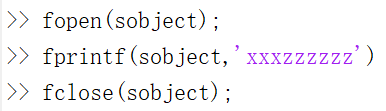 >> fopen(sobject);
>> fprintf(sobject,'xxxzzzzzz')
>> fclose(sobject);